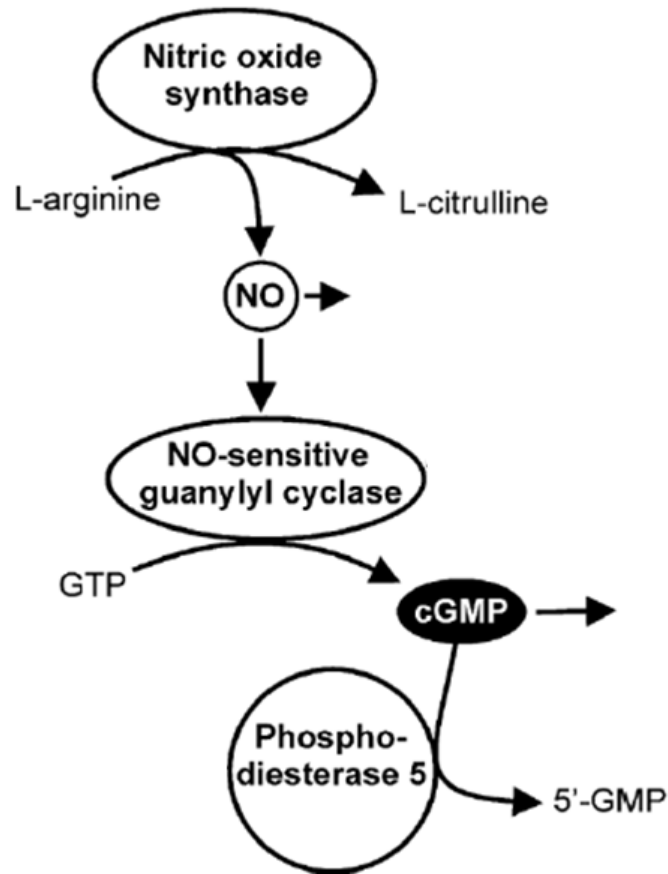 Nitric oxide
synthase
L-arginine
L-citrulline
NO
NO-sensitive
guanylyl cyclase
GTP
cGMP
Phospho-
diesterase 5
5'-GMP